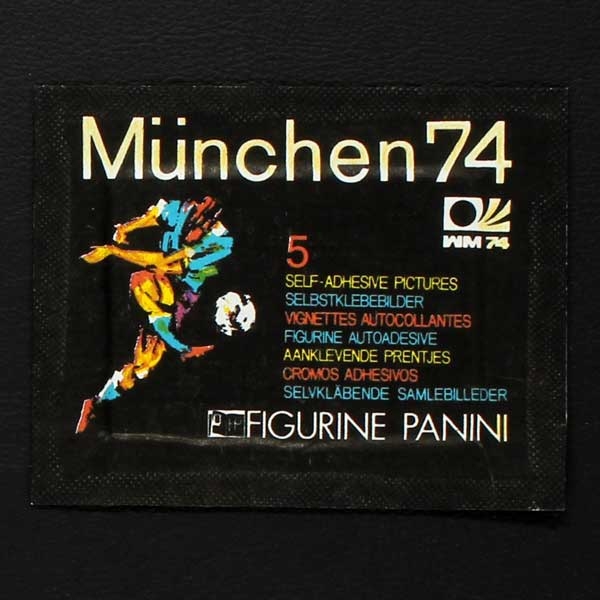 München 74
WM 74
5
SELF-ADHESIVE PICTURES
SELBSTKLEBEBILDER
VIGNETTES AUTOCOLLANTES
FIGURINE AUTOADESIVE
AANKLEVENDE PRENTJES
CROMOS ADHESIVOS
SELVKLÄBENDE SAMLEBILLEDER
FIGURINE PANINI